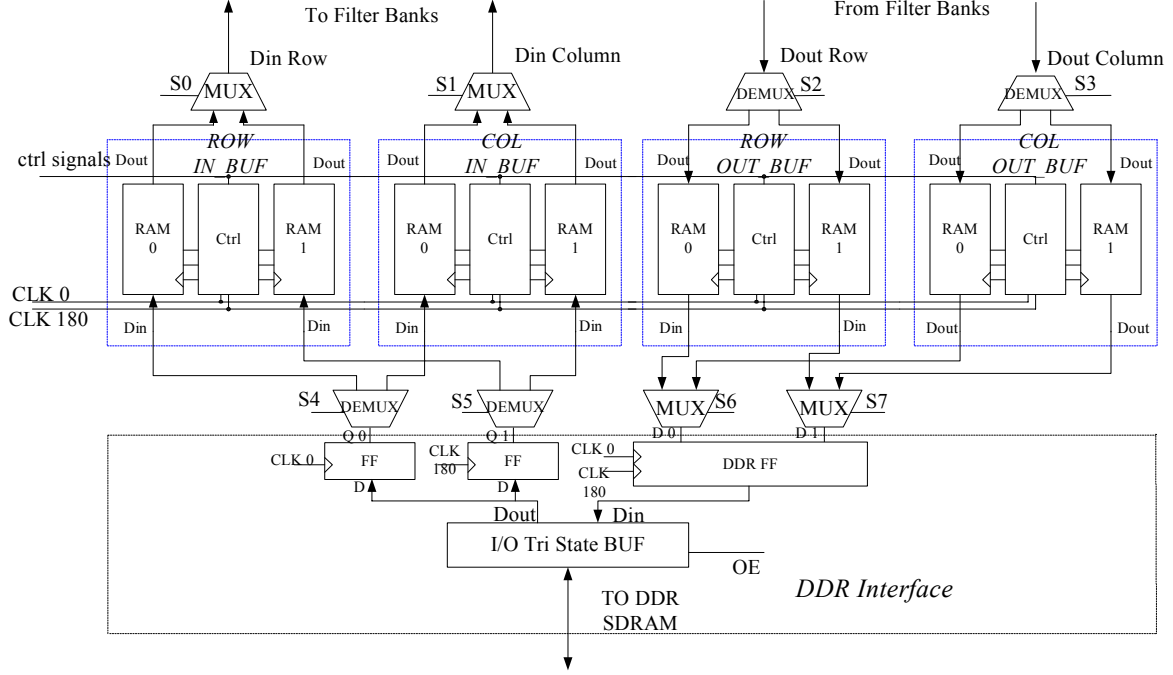 To Filter Banks
From Filter Banks
Din Row
Din Column
Dout Row
Dout Column
S0
MUX
S1
MUX
DEMUX
S2
DEMUX
S3
ctrl signals
Dout
ROW
IN_BUF
Dout
Dout
COL
IN_BUF
Dout
Row
ROW
OUT_BUF
Din
Dout
COL
OUT_BUF
Dout
RAM
0
Ctrl
RAM
1
RAM
0
Ctrl
RAM
1
RAM
0
Ctrl
RAM
1
RAM
0
Ctrl
RAM
1
CLK 0
CLK 180
Din
Din
Din
Din
Din
Din
Dout
Dout
S4
DEMUX
S5
DEMUX
MUX
S6
MUX
S7
Q 0
Q 1
D 0
D 1
CLK 0
FF
D
CLK
180
FF
D
CLK 0
CLK
180
DDR FF
Dout
Din
I/O Tri State BUF
OE
DDR Interface
TO DDR
SDRAM